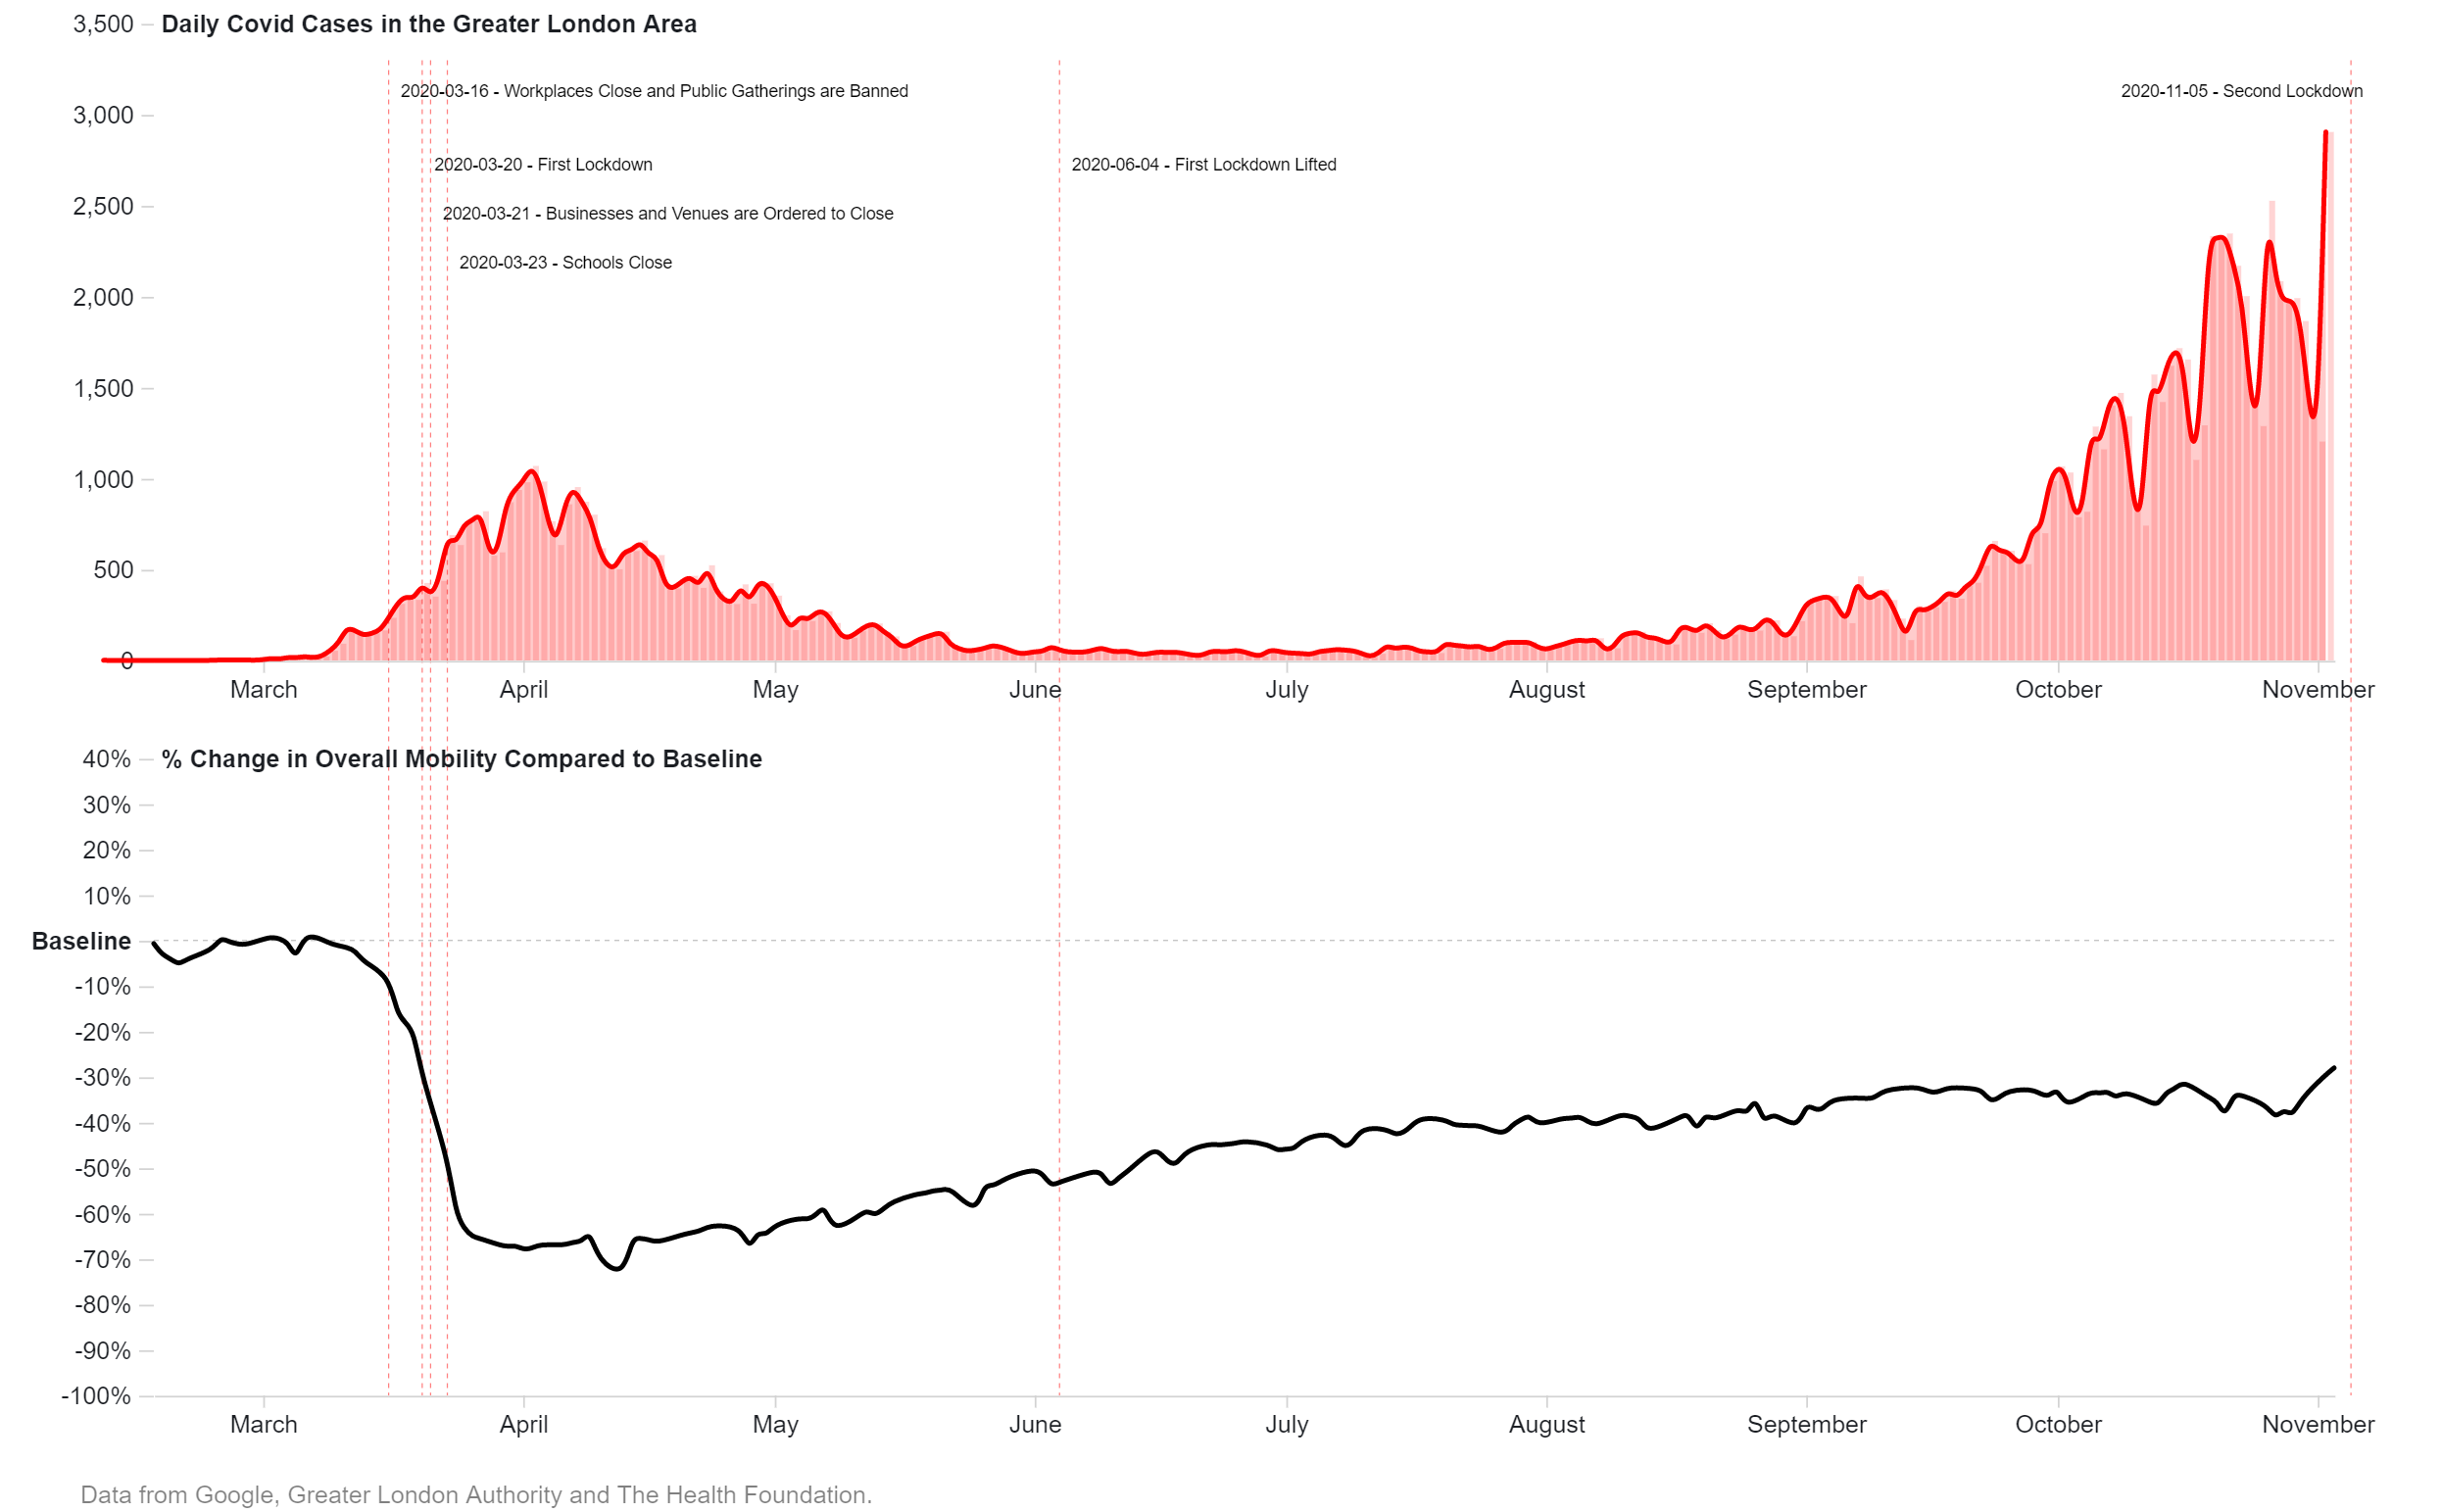 3,500 Daily Covid Cases in the Greater London Area
2020-03-16 - Workplaces Close and Public Gatherings are Banned
2020-11-05 - Second Lockdown
3,000
2020-03-20 - First Lockdown
2020-06-04 - First Lockdown Lifted
2,500
2020-03-21 - Businesses and Venues are Ordered to Close
2020-03-23 - Schools Close
2,000
1,500
1,000
500
0
March April May June July August September October November
40% % Change in Overall Mobility Compared to Baseline
30%
20%
10%
Baseline
-10%
-20%
-30%
-40%
-50%
-60%
-70%
-80%
-90%
-100%
March April May June July August September October November
Data from Google, Greater London Authority and The Health Foundation.